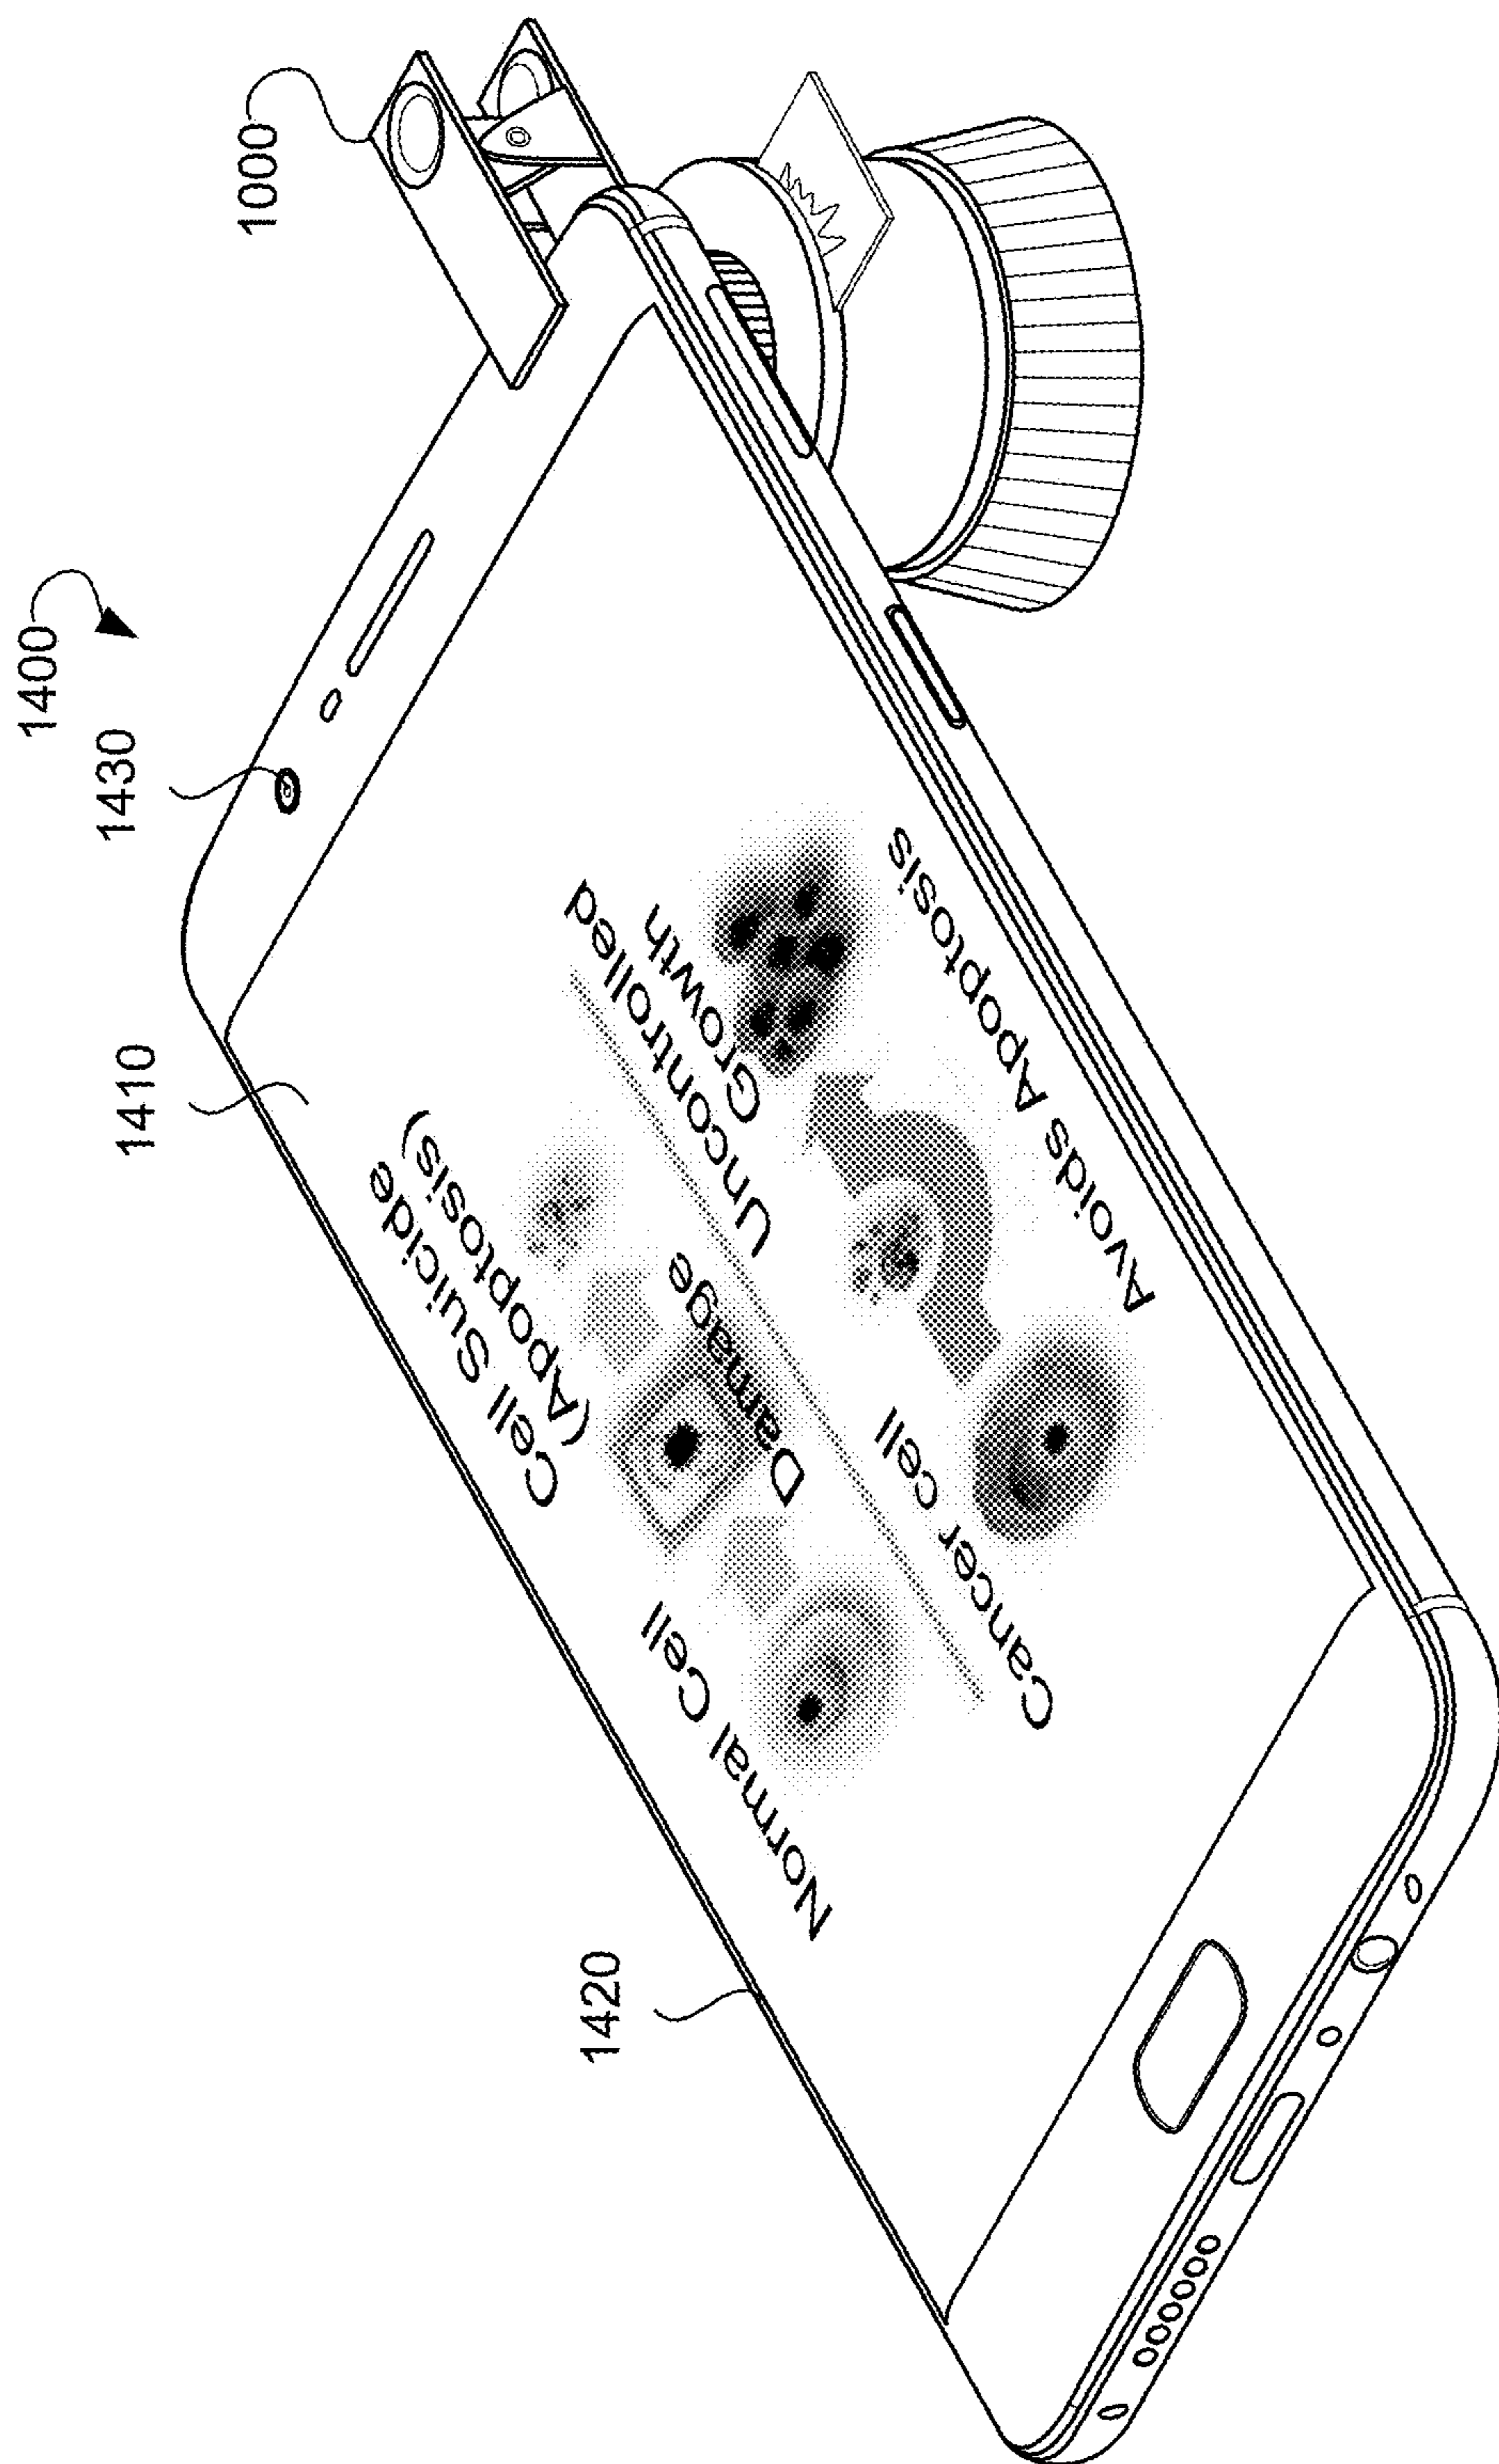 1400
1430
1410
1420
1000
Cell Suicide
(Apoptosis)
Normal Cell
Damage
Uncontrolled
Growth
Cancer cell
Avoids Apoptosis